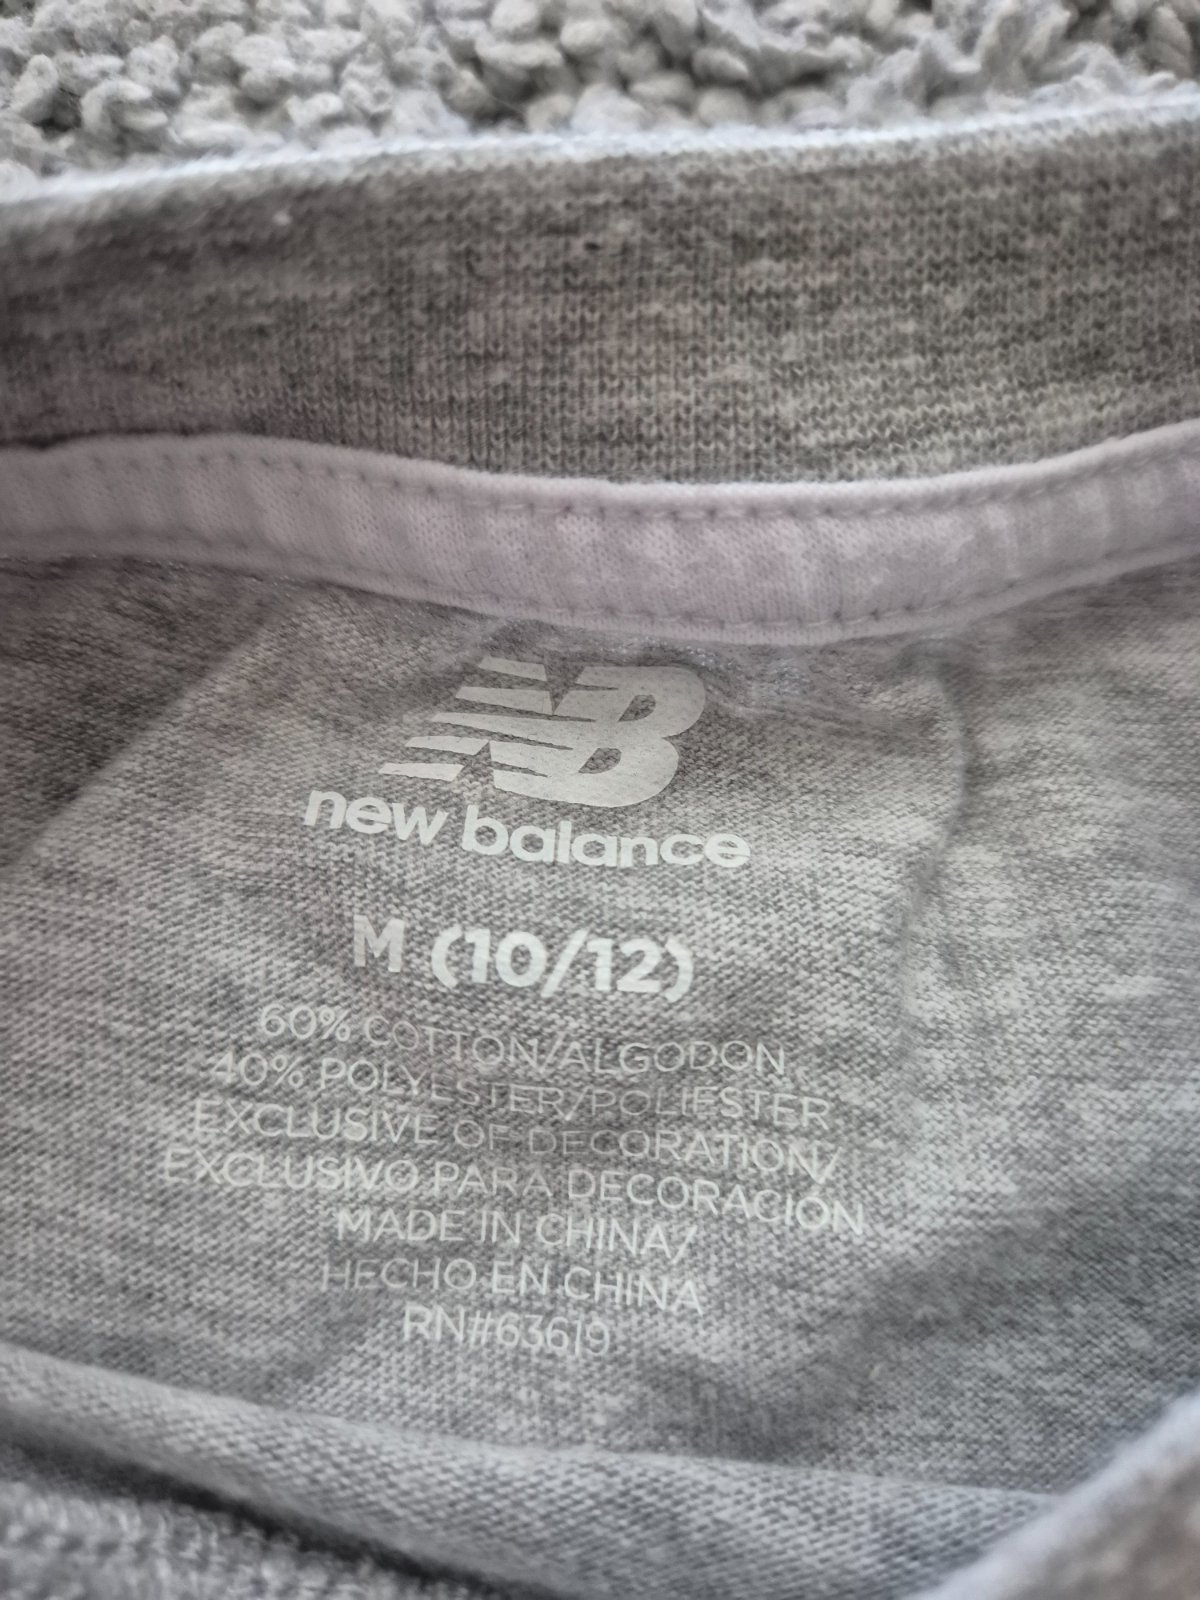 NB
new balance
M (10/12)
60% COTTON/ALGODON
40% POLYESTER/POLIESTER
EXCLUSIVE OF DECORATION/
EXCLUSIVO PARA DECORACIÓN
MADE IN CHINA/
HECHO EN CHINA
RN#63619